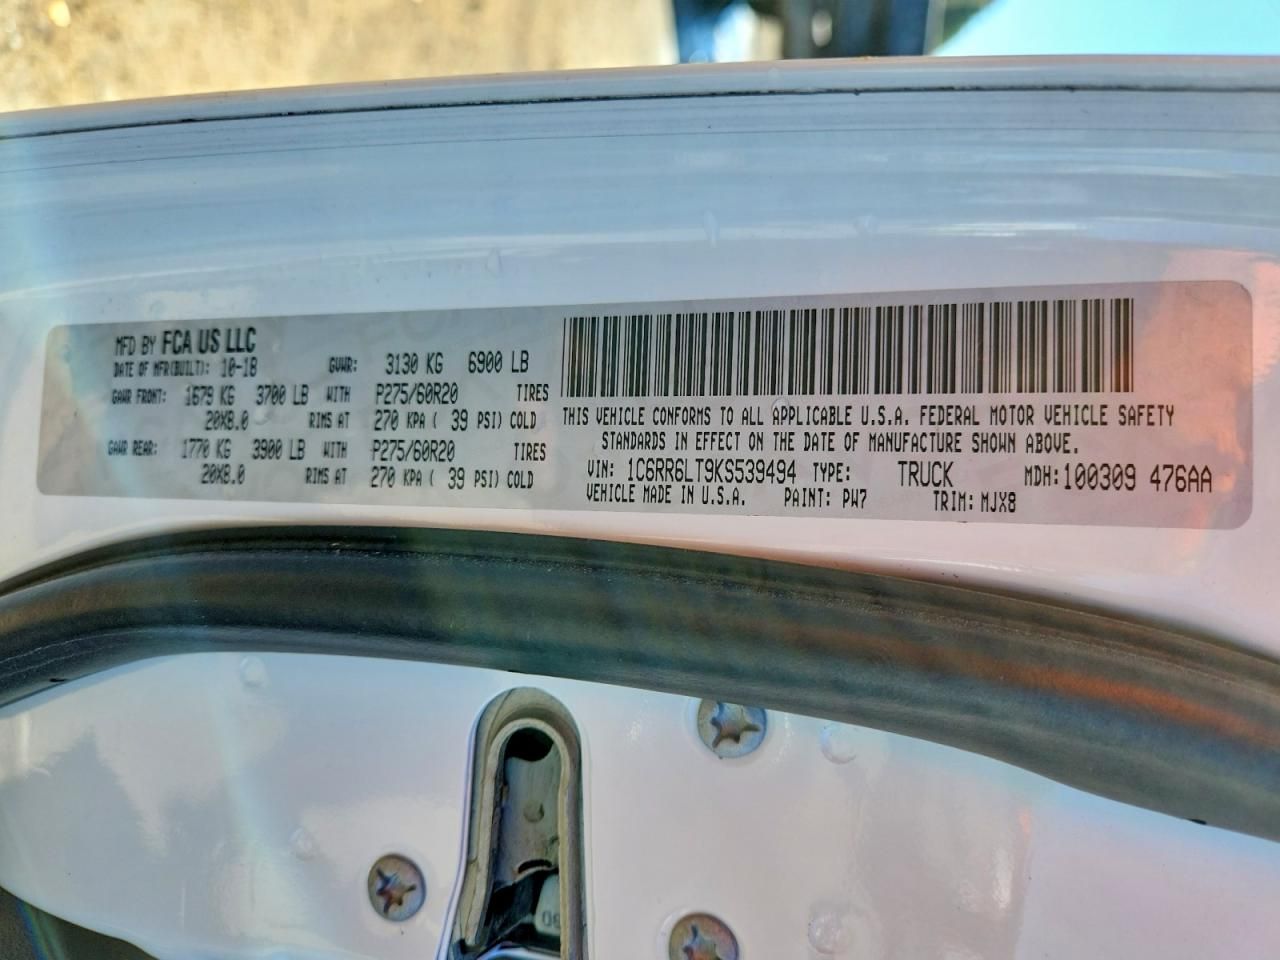 MFD BY FCA US LLC
DATE OF MFR(BUILT): 10-18 GVWR: 3130 KG 6900 LB
GAWR FRONT: 1679 KG 3700 LB WITH P275/60R20 TIRES
20X8.0 RIMS AT 270 KPA ( 39 PSI) COLD
GAWR REAR: 1770 KG 3900 LB WITH P275/60R20 TIRES
20X8.0 RIMS AT 270 KPA ( 39 PSI) COLD
THIS VEHICLE CONFORMS TO ALL APPLICABLE U.S.A. FEDERAL MOTOR VEHICLE SAFETY
STANDARDS IN EFFECT ON THE DATE OF MANUFACTURE SHOWN ABOVE.
VIN: 1C6RR6LT9KS539494 TYPE: TRUCK MDH: 100309 476AA
VEHICLE MADE IN U.S.A. PAINT: PW7 TRIM: MJX8